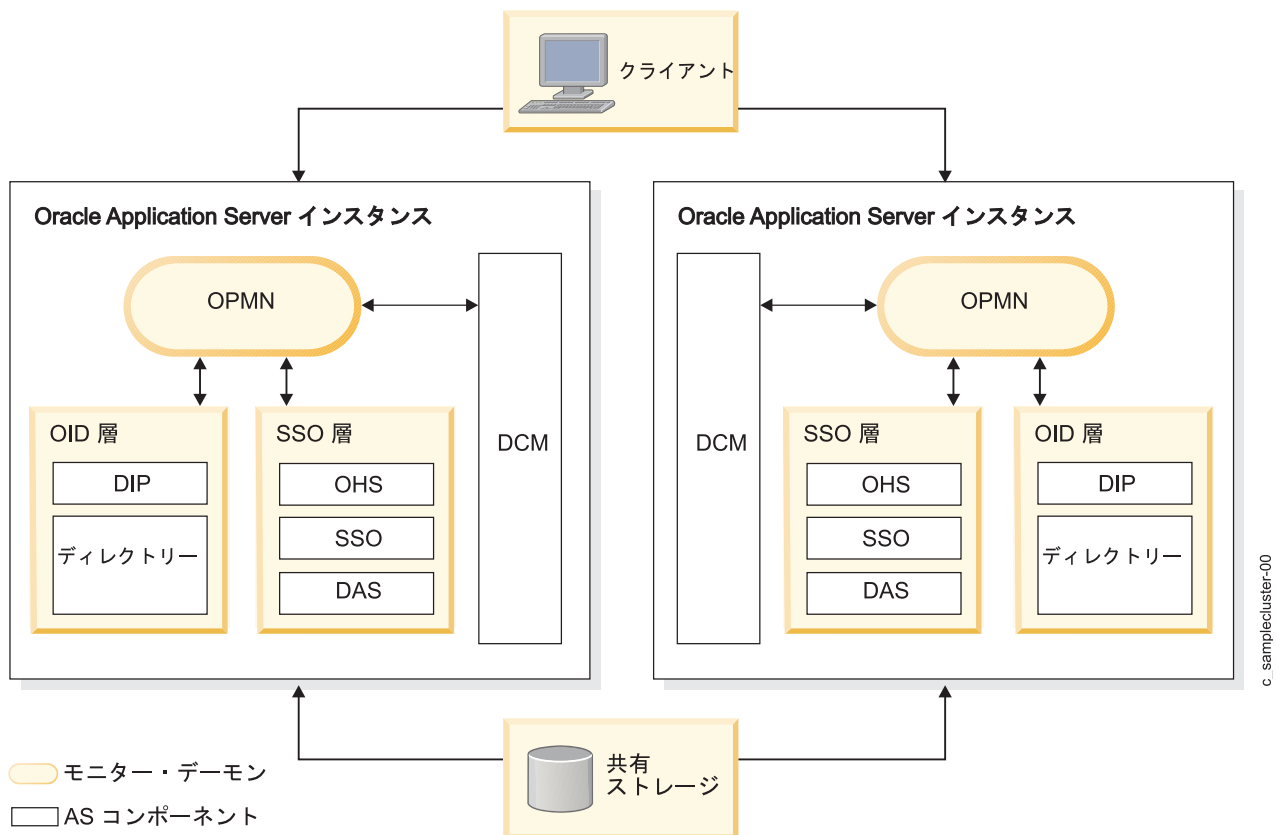 クライアント
Oracle Application Server インスタンス
OPMN
DCM
OID 層
DIP
ディレクトリー
SSO 層
OHS
SSO
DAS
Oracle Application Server インスタンス
OPMN
DCM
SSO 層
OHS
SSO
DAS
OID 層
DIP
ディレクトリー
共有
ストレージ
モニター・デーモン
AS コンポーネント
c_samplecluster-00